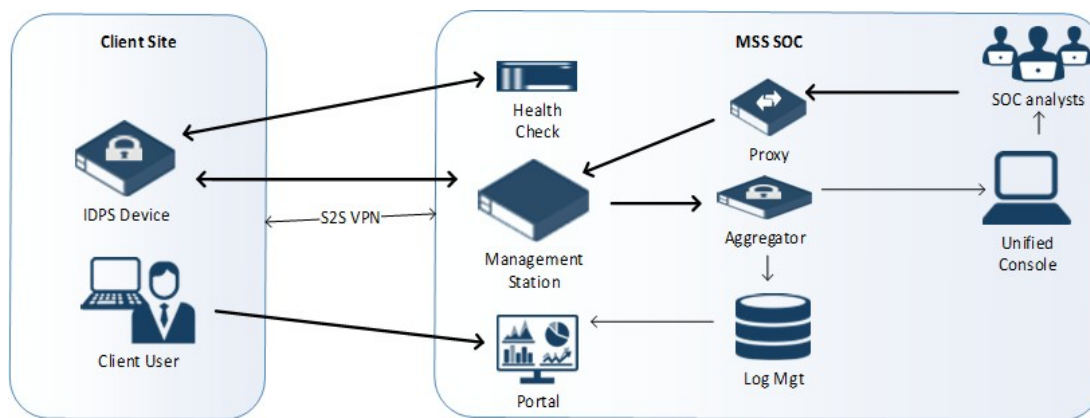 Client Site
MSS SOC
Health
Check
SOC analysts
Proxy
IDPS Device
S2S VPN
Management
Station
Aggregator
Unified
Console
Client User
Portal
Log Mgt